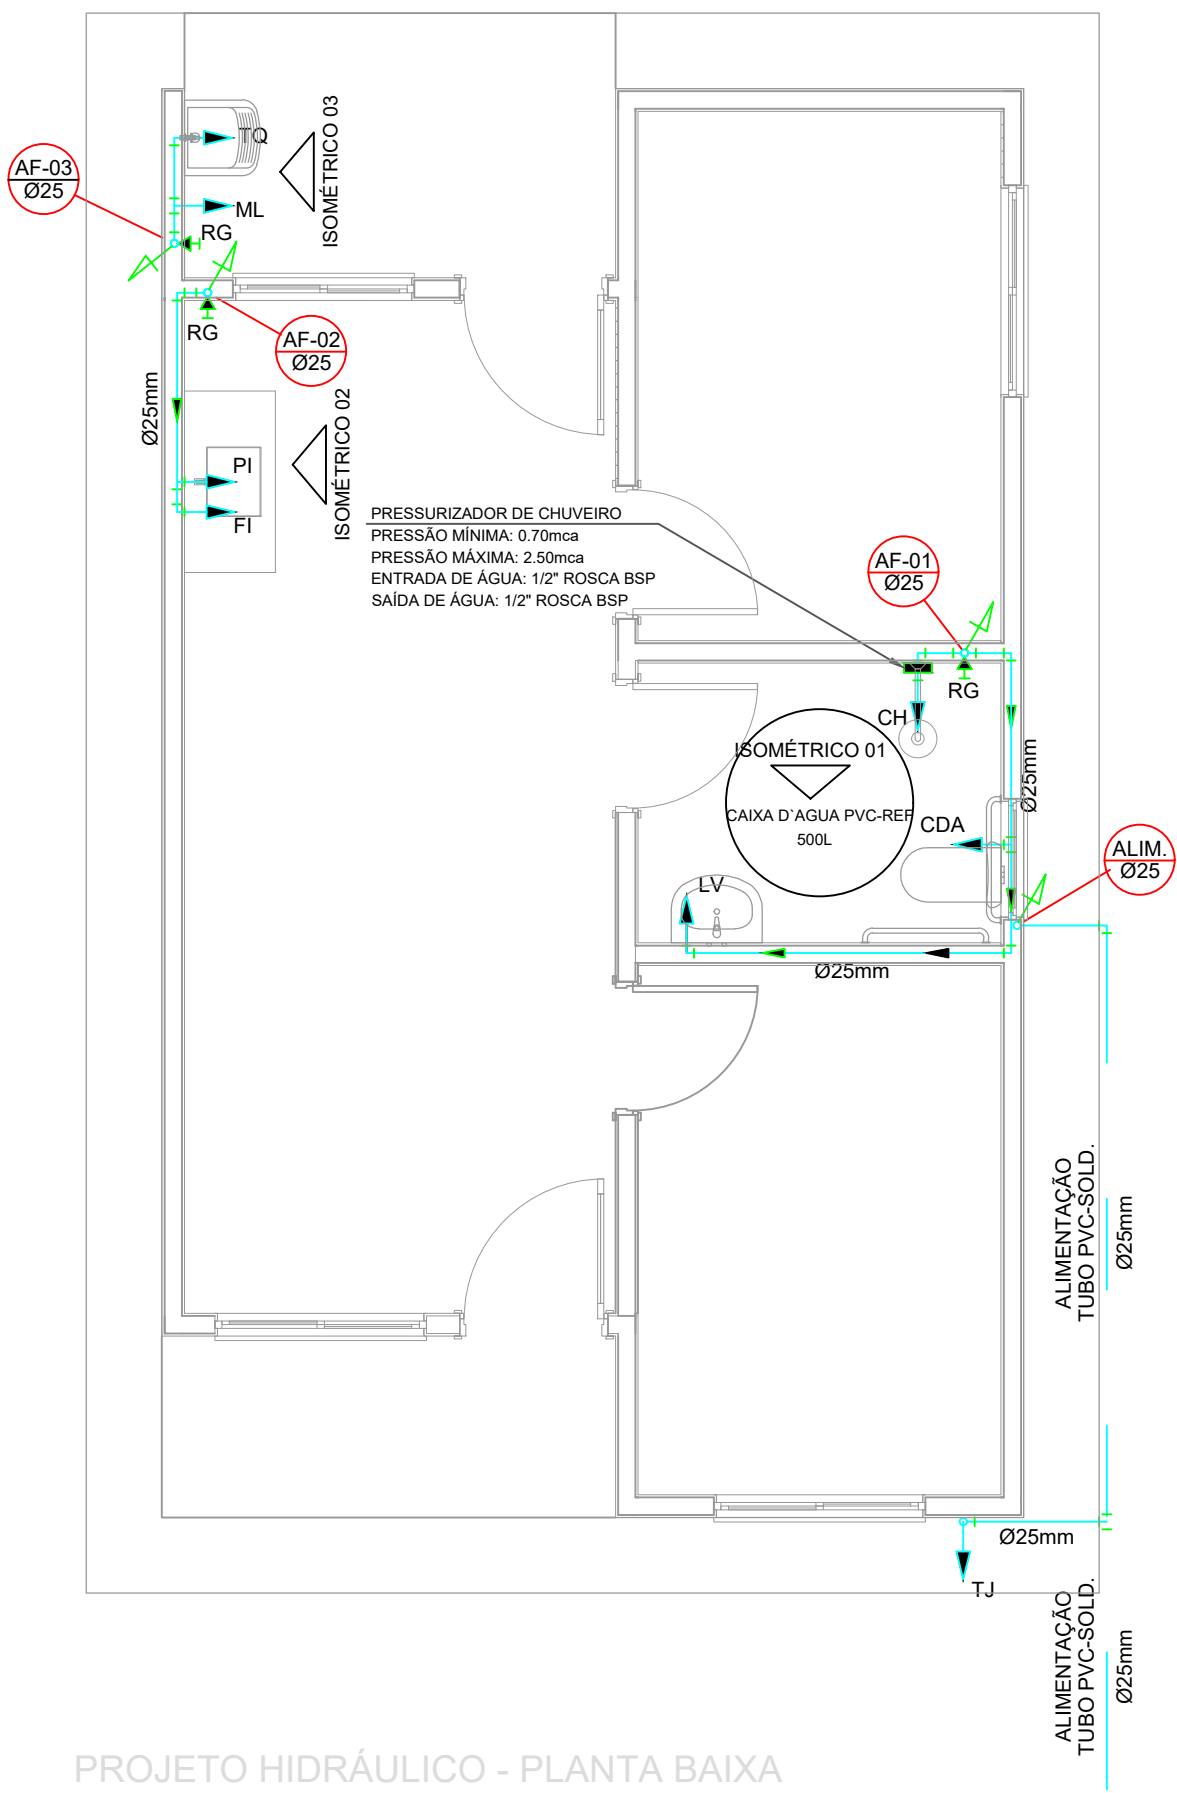 ISOMÉTRICO 03
TQ
AF-03
Ø25
ML
RG
RG
AF-02
Ø25
Ø25mm
ISOMÉTRICO 02
PI
FI
PRESSURIZADOR DE CHUVEIRO
PRESSÃO MÍNIMA: 0.70mca
PRESSÃO MÁXIMA: 2.50mca
ENTRADA DE ÁGUA: 1/2" ROSCA BSP
SAÍDA DE ÁGUA: 1/2" ROSCA BSP
AF-01
Ø25
RG
CH
ISOMÉTRICO 01
CAIXA D`AGUA PVC-REF
500L
Ø25mm
CDA
ALIM.
Ø25
LV
Ø25mm
ALIMENTAÇÃO
TUBO PVC-SOLD.
Ø25mm
Ø25mm
TJ
ALIMENTAÇÃO
TUBO PVC-SOLD.
Ø25mm
PROJETO HIDRÁULICO - PLANTA BAIXA